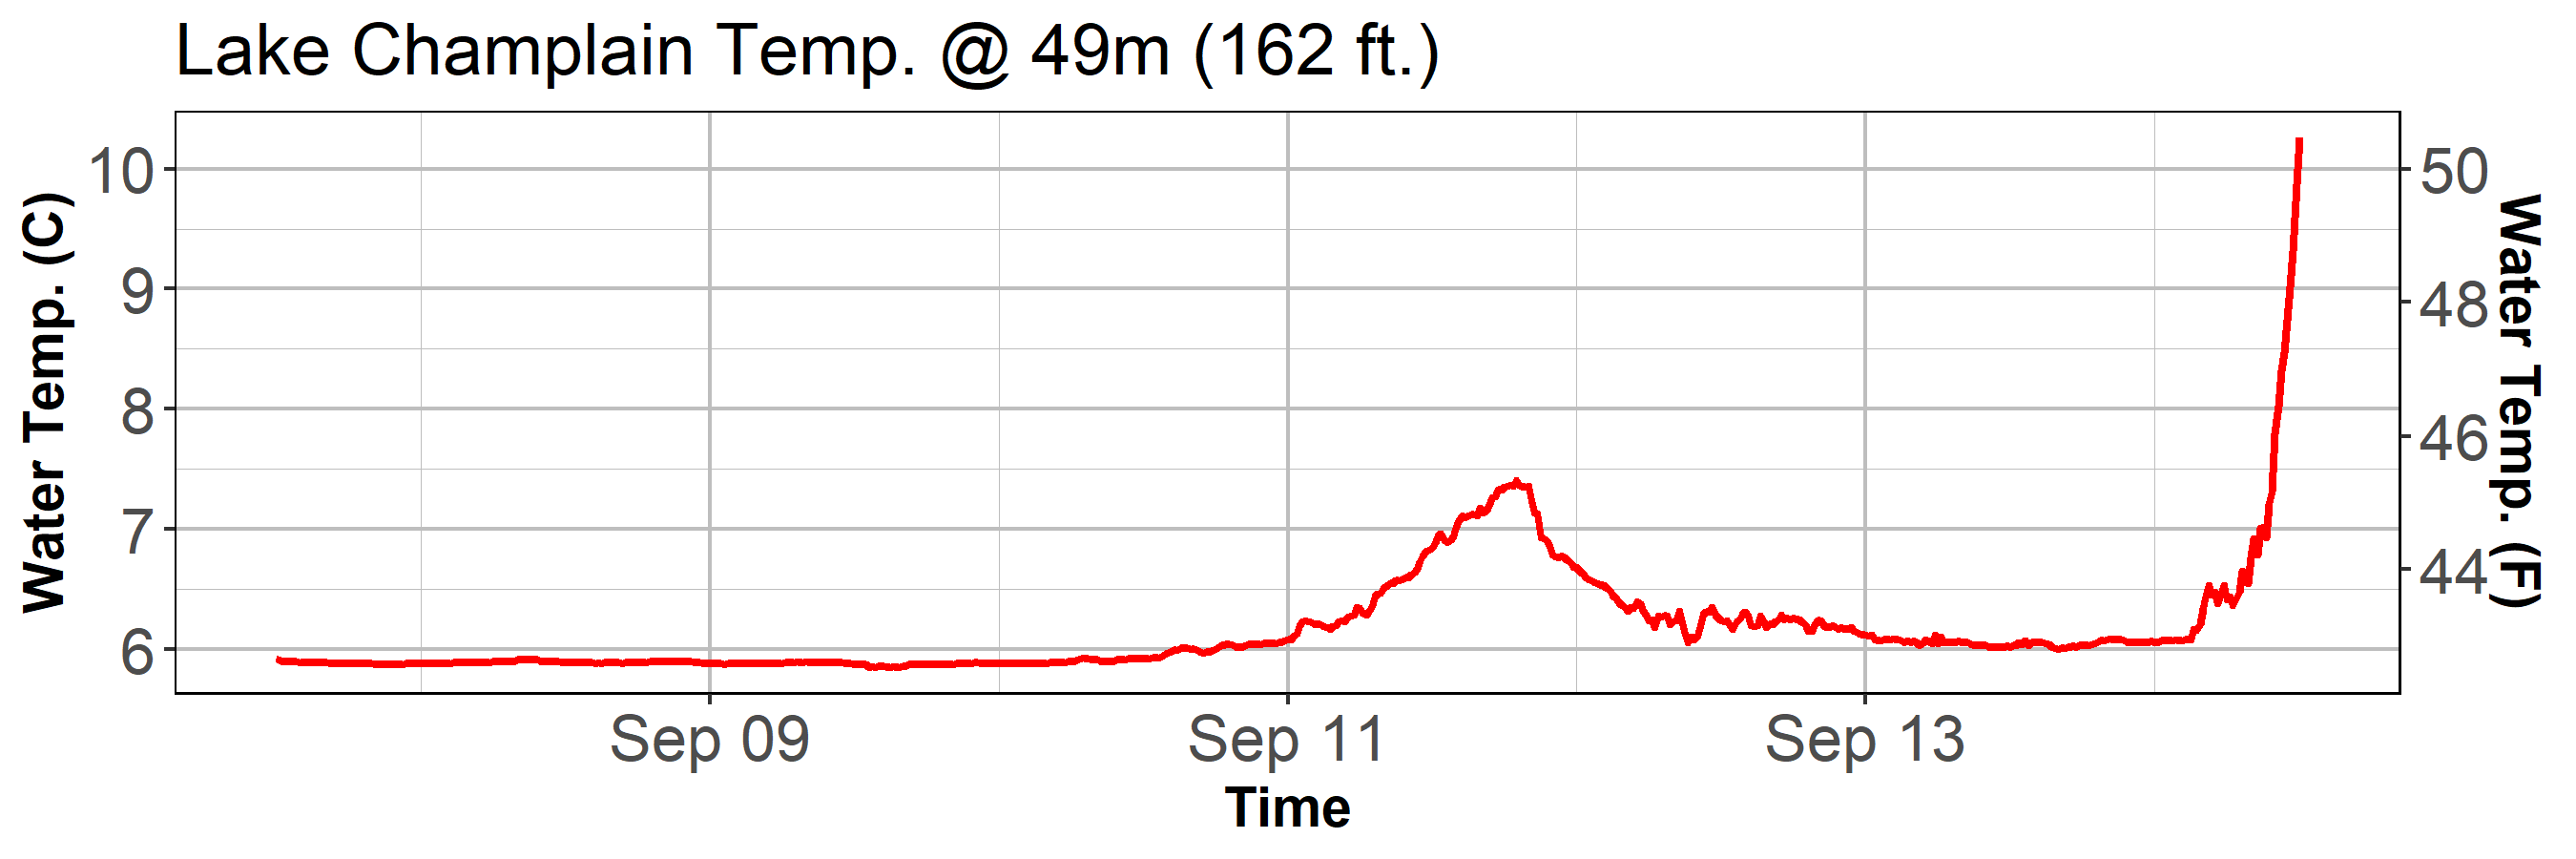 Lake Champlain Temp. @ 49m (162 ft.)
Water Temp. (C)
10
9
8
7
6
50
48
46
44
Water Temp. (F)
Sep 09
Sep 11
Sep 13
Time